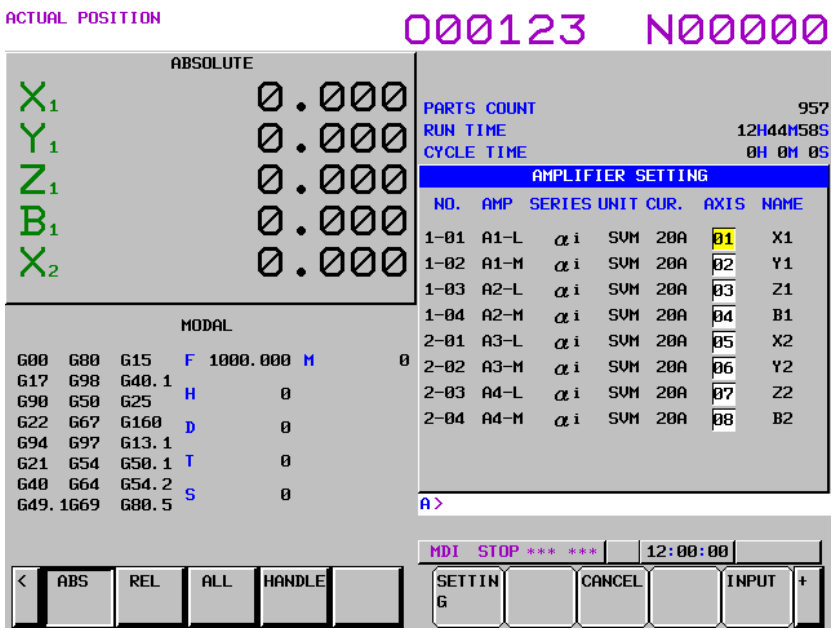 ACTUAL POSITION
O00123 N00000
ABSOLUTE
X1 0.000
Y1 0.000
Z1 0.000
B1 0.000
X2 0.000
PARTS COUNT 957
RUN TIME 12H44M58S
CYCLE TIME 0H 0M 0S
AMPLIFIER SETTING
NO. AMP SERIES UNIT CUR. AXIS NAME
1-01 A1-L αi SVM 20A 01 X1
1-02 A1-M αi SVM 20A 02 Y1
1-03 A2-L αi SVM 20A 03 Z1
1-04 A2-M αi SVM 20A 04 B1
2-01 A3-L αi SVM 20A 05 X2
2-02 A3-M αi SVM 20A 06 Y2
2-03 A4-L αi SVM 20A 07 Z2
2-04 A4-M αi SVM 20A 08 B2
MODAL
G00 G80 G15 F 1000.000 M 0
G17 G98 G40.1
G90 G50 G25 H 0
G22 G67 G160 D 0
G94 G97 G13.1
G21 G54 G50.1 T 0
G40 G64 G54.2
G49.1G69 G80.5 S 0
A>
MDI STOP *** *** 12:00:00
< ABS REL ALL HANDLE
SETTING CANCEL INPUT +